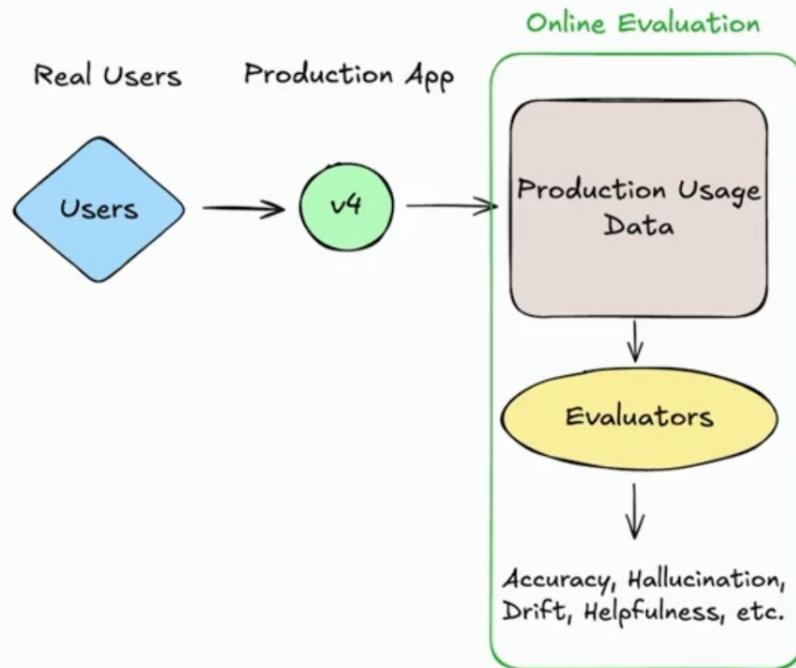 Online Evaluation
Real Users
Production App
Users
v4
Production Usage
Data
Evaluators
Accuracy, Hallucination,
Drift, Helpfulness, etc.